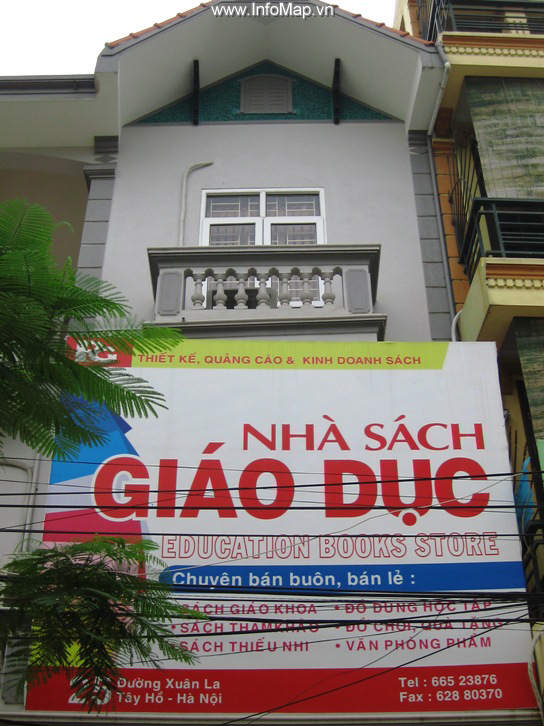 www.InfoMap.vn
THIẾT KẾ, QUẢNG CÁO & KINH DOANH SÁCH
NHÀ SÁCH
GIÁO DỤC
EDUCATION BOOKS STORE
Chuyên bán buôn, bán lẻ :
SÁCH GIÁO KHOA • ĐỒ DÙNG HỌC TẬP
SÁCH THAM KHẢO • ĐỒ CHƠI, QUÀ TẶNG
SÁCH THIẾU NHI • VĂN PHÒNG PHẨM
Đường Xuân La
Tây Hồ - Hà Nội
Tel : 665 23876
Fax : 628 80370